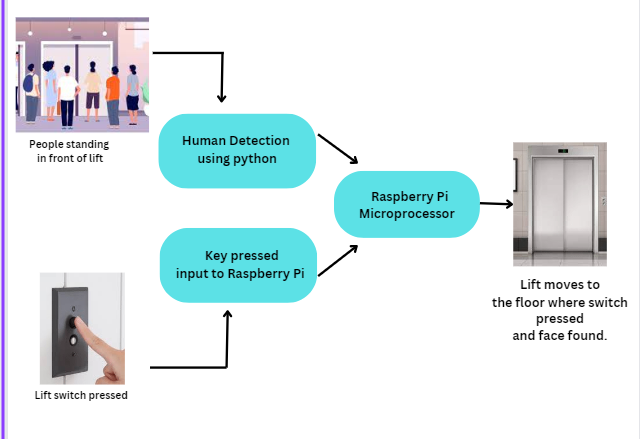 People standing
in front of lift
Human Detection
using python
Raspberry Pi
Microprocessor
Key pressed
input to Raspberry Pi
Lift switch pressed
Lift moves to
the floor where switch
pressed
and face found.